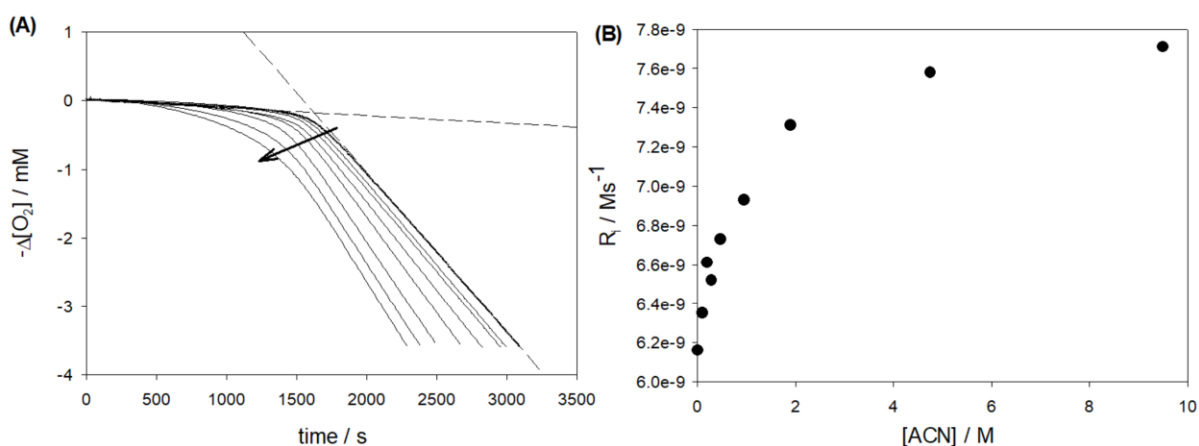 (A)
1
0
-1
-2
-3
-4
-Δ[O₂] / mM
0 500 1000 1500 2000 2500 3000 3500
time / s
(B)
7.8e-9
7.6e-9
7.4e-9
7.2e-9
7.0e-9
6.8e-9
6.6e-9
6.4e-9
6.2e-9
6.0e-9
Rᵢ / Ms⁻¹
0 2 4 6 8 10
[ACN] / M